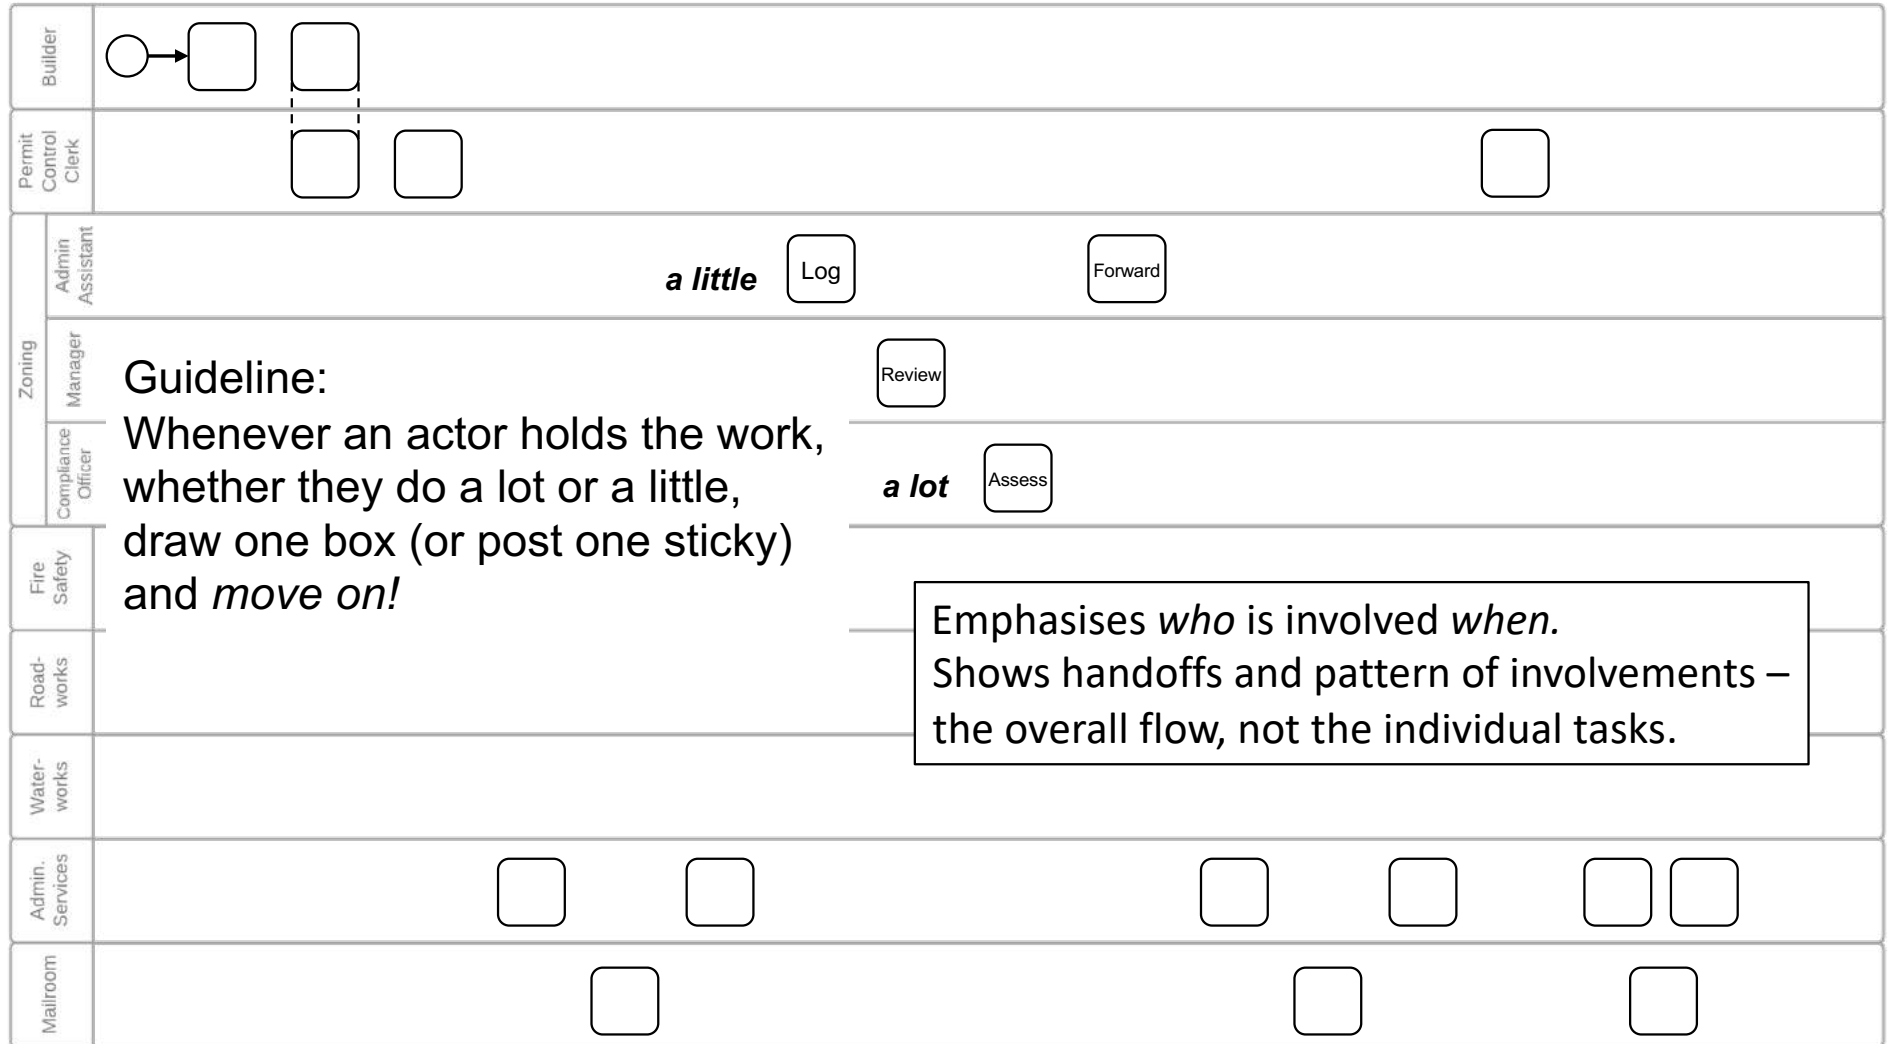 Builder
Permit
Control
Clerk
Zoning
Admin
Assistant
a little
Log
Forward
Manager
Review
Compliance
Officer
a lot
Assess
Guideline:
Whenever an actor holds the work,
whether they do a lot or a little,
draw one box (or post one sticky)
and move on!
Fire
Safety
Emphasises who is involved when.
Shows handoffs and pattern of involvements –
the overall flow, not the individual tasks.
Road-
works
Water-
works
Admin.
Services
Mailroom